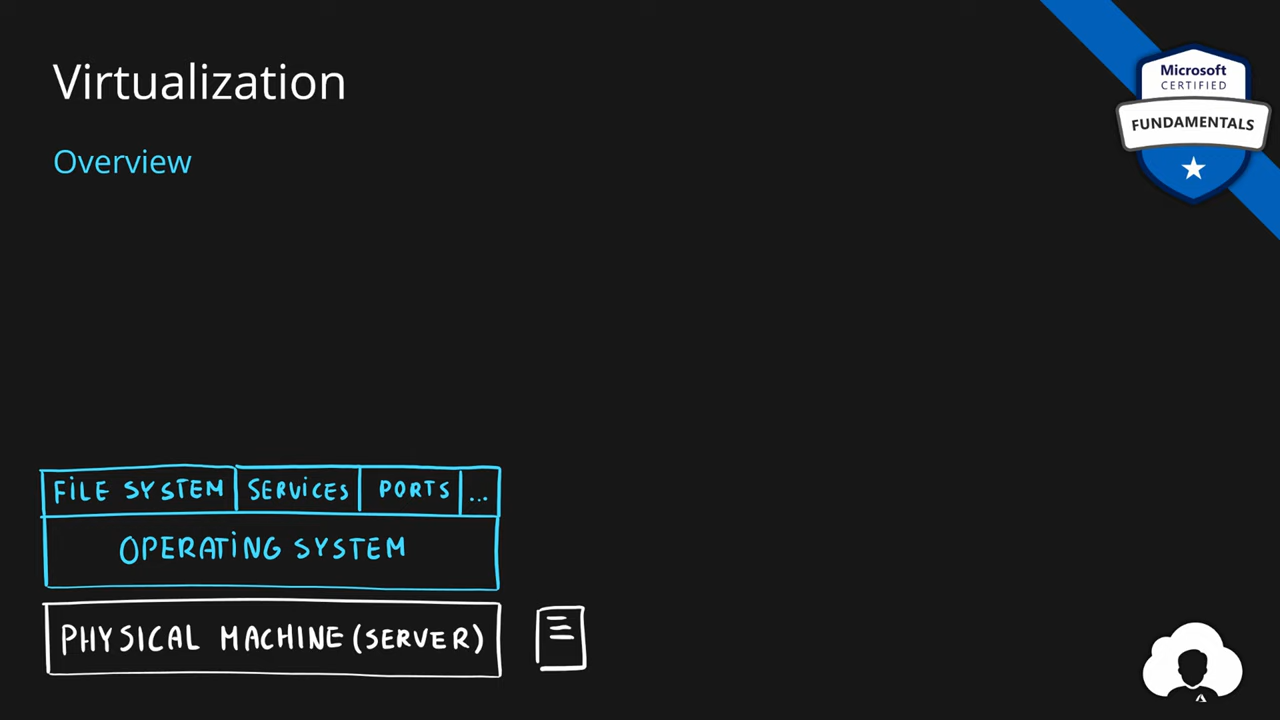 Virtualization
Overview
Microsoft
CERTIFIED
FUNDAMENTALS
FILE SYSTEM SERVICES PORTS ...
OPERATING SYSTEM
PHYSICAL MACHINE (SERVER)